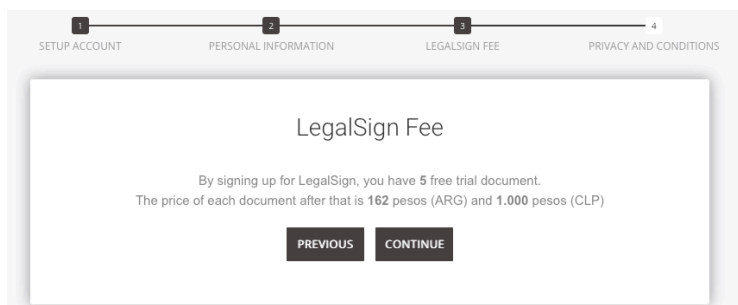 1 2 3 4
SETUP ACCOUNT PERSONAL INFORMATION LEGALSIGN FEE PRIVACY AND CONDITIONS
LegalSign Fee
By signing up for LegalSign, you have 5 free trial document.
The price of each document after that is 162 pesos (ARG) and 1.000 pesos (CLP)
PREVIOUS CONTINUE